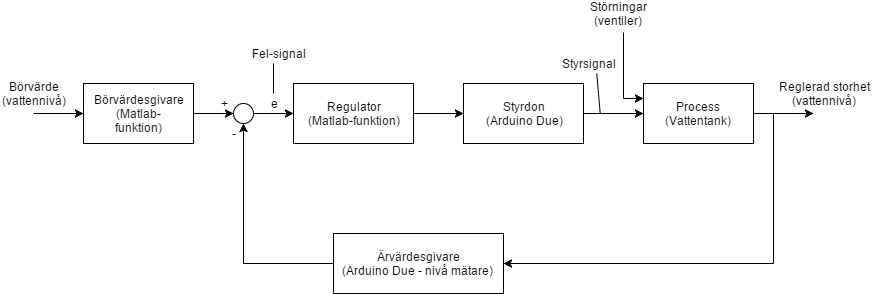 Störningar
(ventiler)
Fel-signal
Styrsignal
Börvärde
(vattennivå)
Börvärdesgivare
(Matlab-
funktion)
+
-
e
Regulator
(Matlab-funktion)
Styrdon
(Arduino Due)
Process
(Vattentank)
Reglerad storhet
(vattennivå)
Ärvärdesgivare
(Arduino Due - nivå mätare)